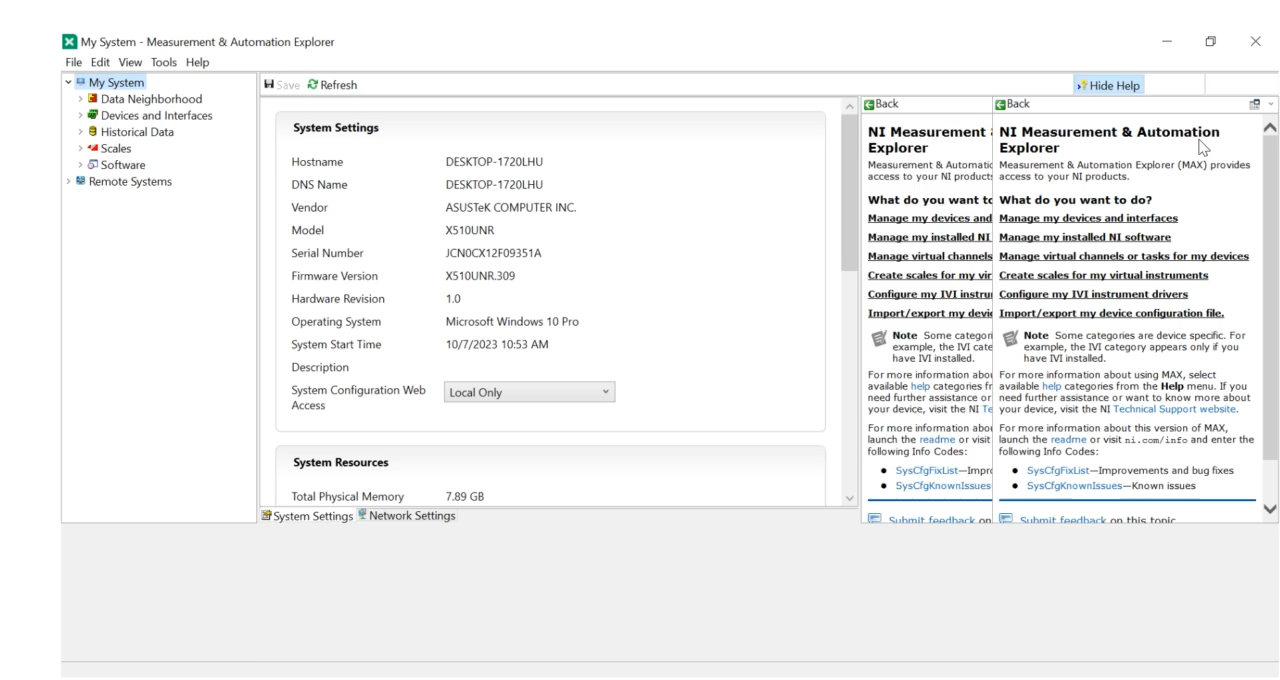 My System - Measurement & Automation Explorer
File Edit View Tools Help
My System
Data Neighborhood
Devices and Interfaces
Historical Data
Scales
Software
Remote Systems
Save Refresh
Hide Help
System Settings
Hostname DESKTOP-1720LHU
DNS Name DESKTOP-1720LHU
Vendor ASUSTeK COMPUTER INC.
Model X510UNR
Serial Number JCN0CX12F09351A
Firmware Version X510UNR.309
Hardware Revision 1.0
Operating System Microsoft Windows 10 Pro
System Start Time 10/7/2023 10:53 AM
Description
System Configuration Web Local Only
Access
System Resources
Total Physical Memory 7.89 GB
System Settings Network Settings
Back
NI Measurement
Explorer
Measurement & Automatic
access to your NI products
What do you want to
Manage my devices and
Manage my installed NI
Manage virtual channels
Create scales for my vir
Configure my IVI instru
Import/export my devic
Note Some categori
example, the IVI cate
have IVI installed.
For more information abou
available help categories fr
need further assistance or
your device, visit the NI Te
For more information abou
launch the readme or visit
following Info Codes:
SysCfgFixList—Impro
SysCfgKnownIssues
Submit feedback on
Back
NI Measurement & Automation
Explorer
Measurement & Automation Explorer (MAX) provides
access to your NI products.
What do you want to do?
Manage my devices and interfaces
Manage my installed NI software
Manage virtual channels or tasks for my devices
Create scales for my virtual instruments
Configure my IVI instrument drivers
Import/export my device configuration file.
Note Some categories are device specific. For
example, the IVI category appears only if you
have IVI installed.
For more information about using MAX, select
available help categories from the Help menu. If you
need further assistance or want to know more about
your device, visit the NI Technical Support website.
For more information about this version of MAX,
launch the readme or visit ni.com/info and enter the
following Info Codes:
SysCfgFixList—Improvements and bug fixes
SysCfgKnownIssues—Known issues
Submit feedback on this topic